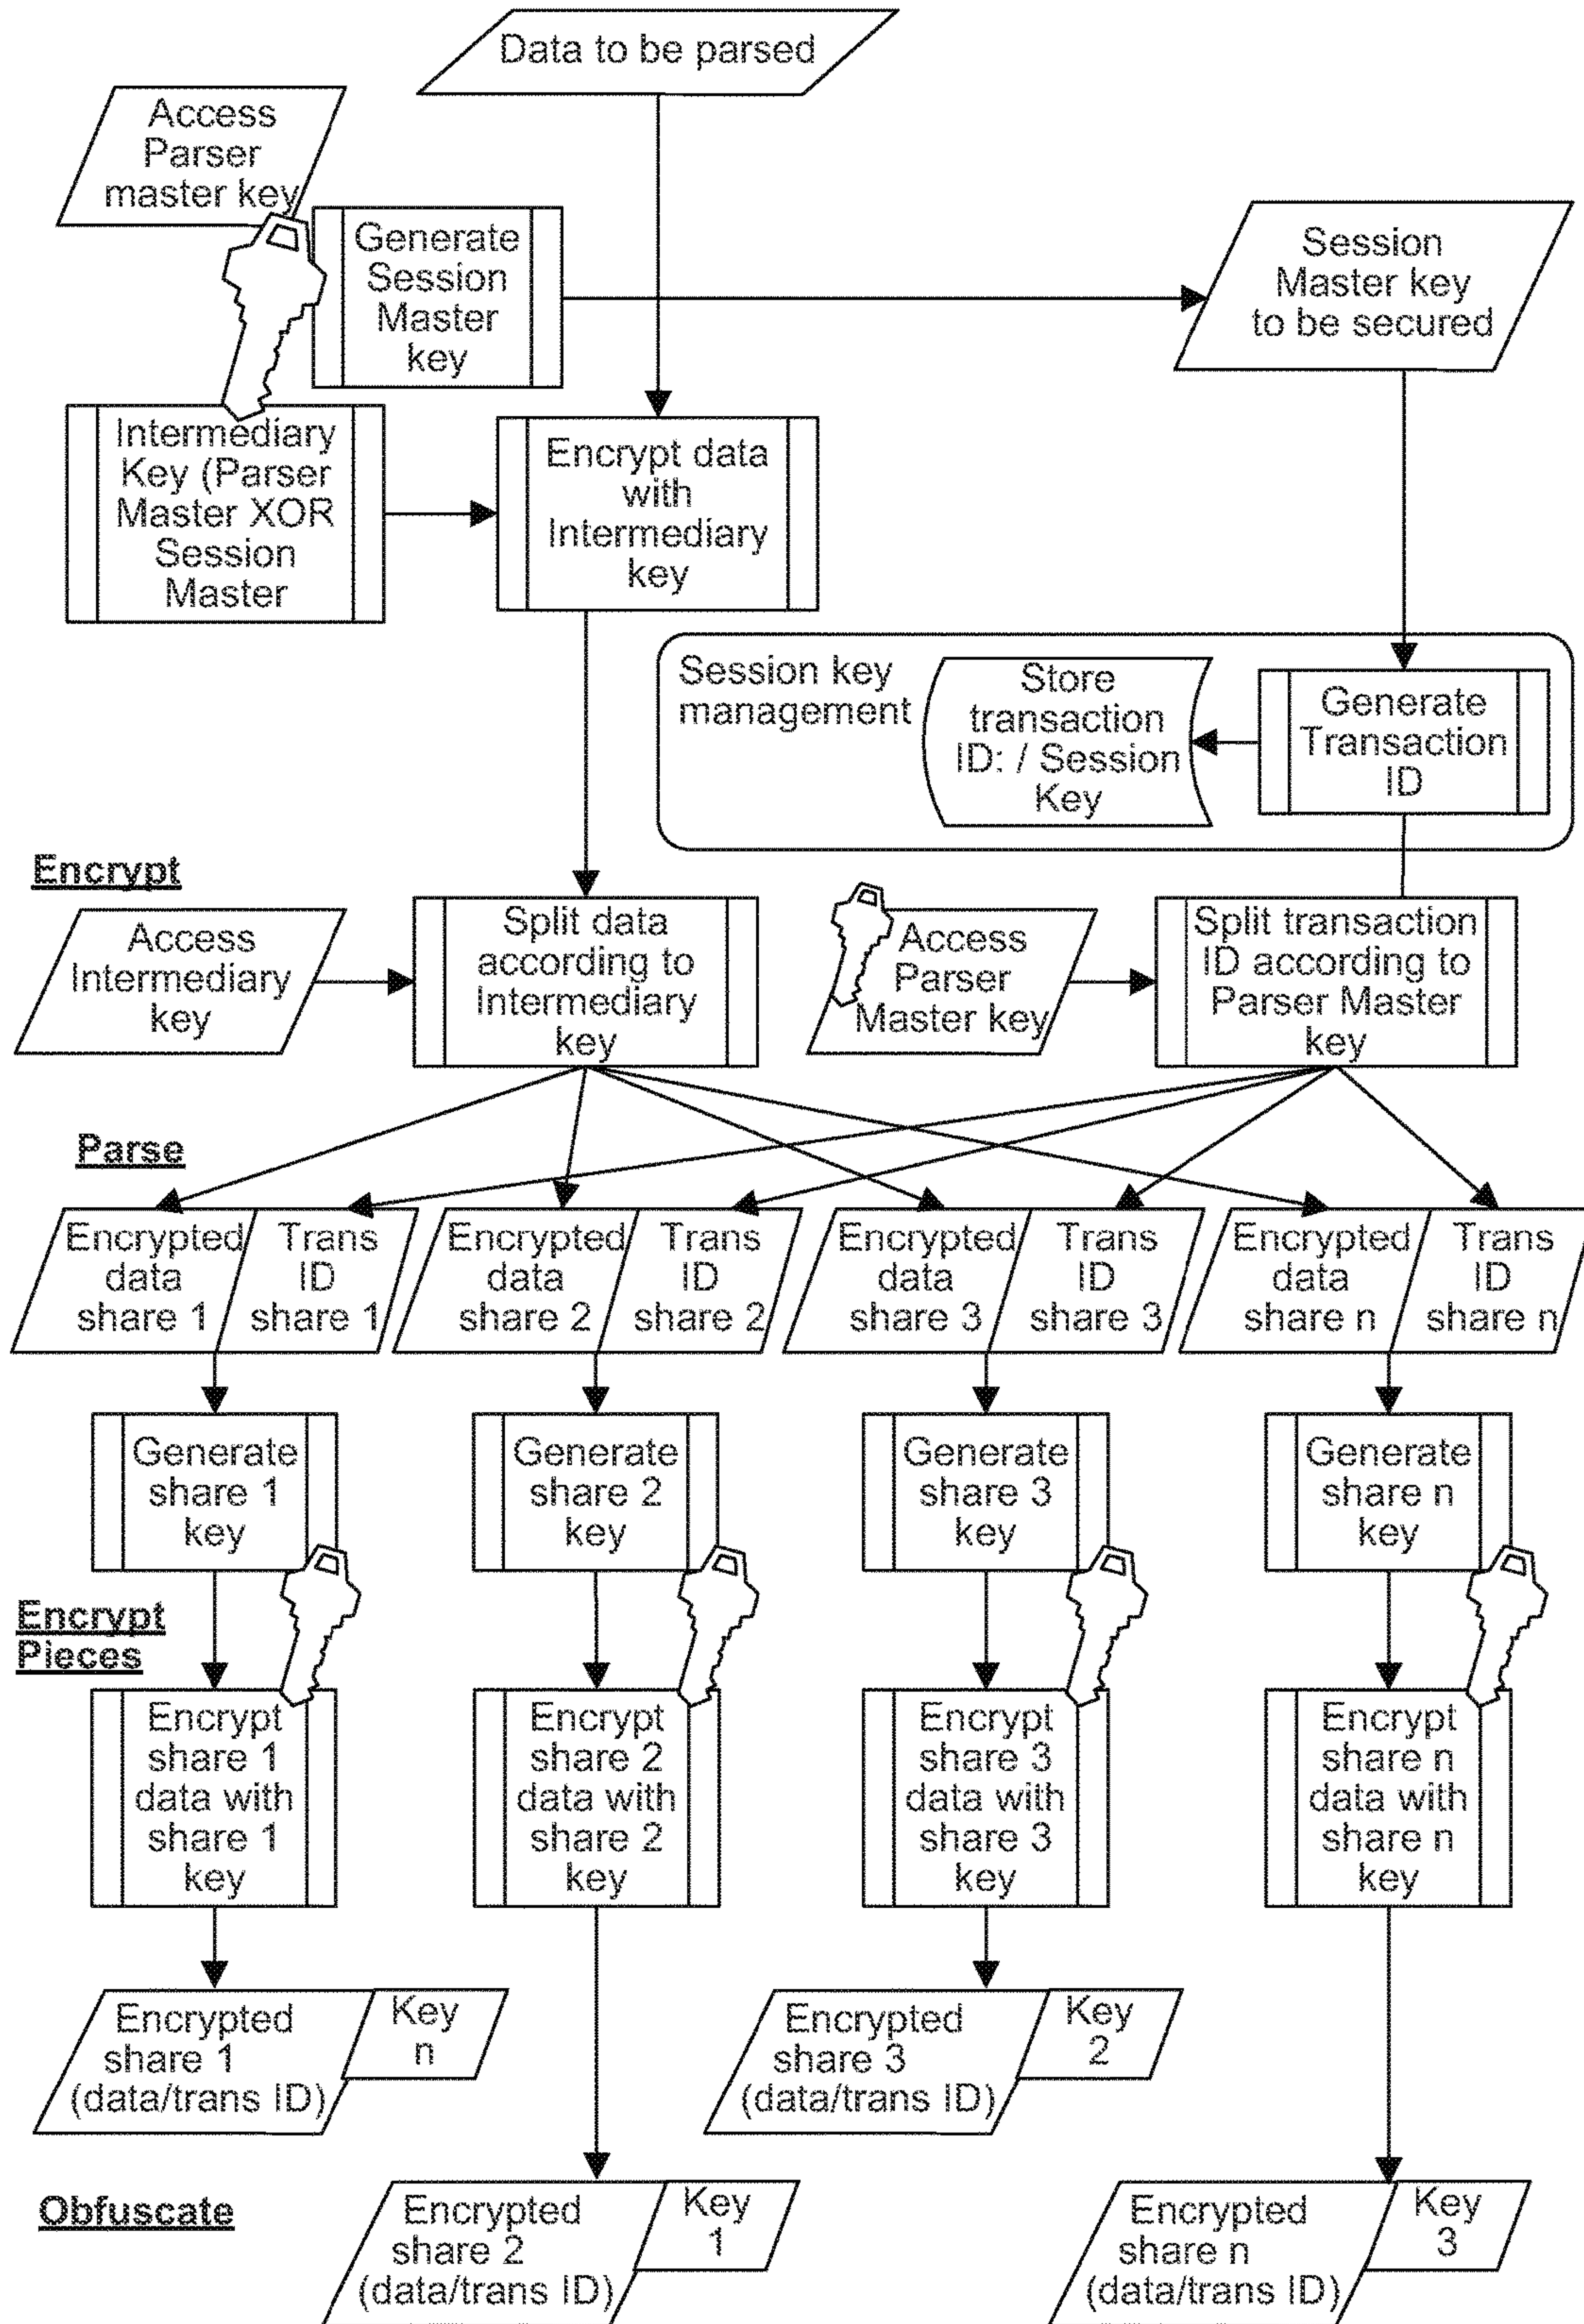 Data to be parsed
Access
Parser
master key
Generate
Session
Master
key
Session
Master key
to be secured
Intermediary
Key (Parser
Master XOR
Session
Master
Encrypt data
with
Intermediary
key
Session key
management
Store
transaction
ID: / Session
Key
Generate
Transaction
ID
Encrypt
Access
Intermediary
key
Split data
according to
Intermediary
key
Access
Parser
Master key
Split transaction
ID according to
Parser Master
key
Parse
Encrypted
data
share 1
Trans
ID
share 1
Encrypted
data
share 2
Trans
ID
share 2
Encrypted
data
share 3
Trans
ID
share 3
Encrypted
data
share n
Trans
ID
share n
Generate
share 1
key
Generate
share 2
key
Generate
share 3
key
Generate
share n
key
Encrypt
Pieces
Encrypt
share 1
data with
share 1
key
Encrypt
share 2
data with
share 2
key
Encrypt
share 3
data with
share 3
key
Encrypt
share n
data with
share n
key
Encrypted
share 1
(data/trans ID)
Key
n
Encrypted
share 3
(data/trans ID)
Key
2
Obfuscate
Encrypted
share 2
(data/trans ID)
Key
1
Encrypted
share n
(data/trans ID)
Key
3